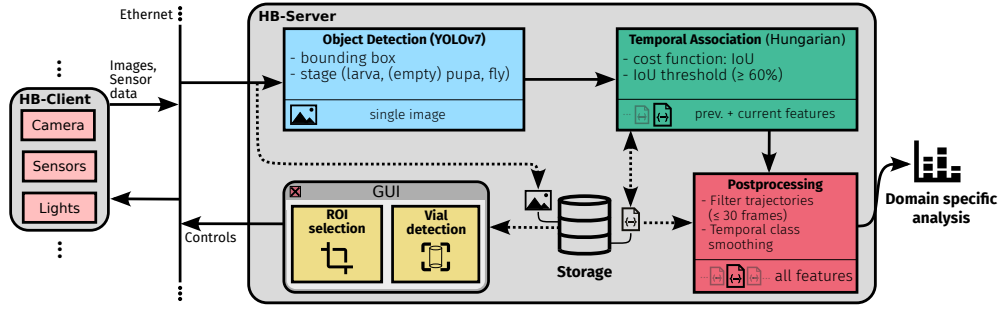 Ethernet
HB-Server
Images,
Sensor
data
HB-Client
Camera
Sensors
Lights
Controls
Object Detection (YOLOv7)
- bounding box
- stage (larva, (empty) pupa, fly)
single image
Temporal Association (Hungarian)
- cost function: IoU
- IoU threshold (≥ 60%)
prev. + current features
GUI
ROI
selection
Vial
detection
Storage
Postprocessing
- Filter trajectories
(≤ 30 frames)
- Temporal class
smoothing
all features
Domain specific
analysis